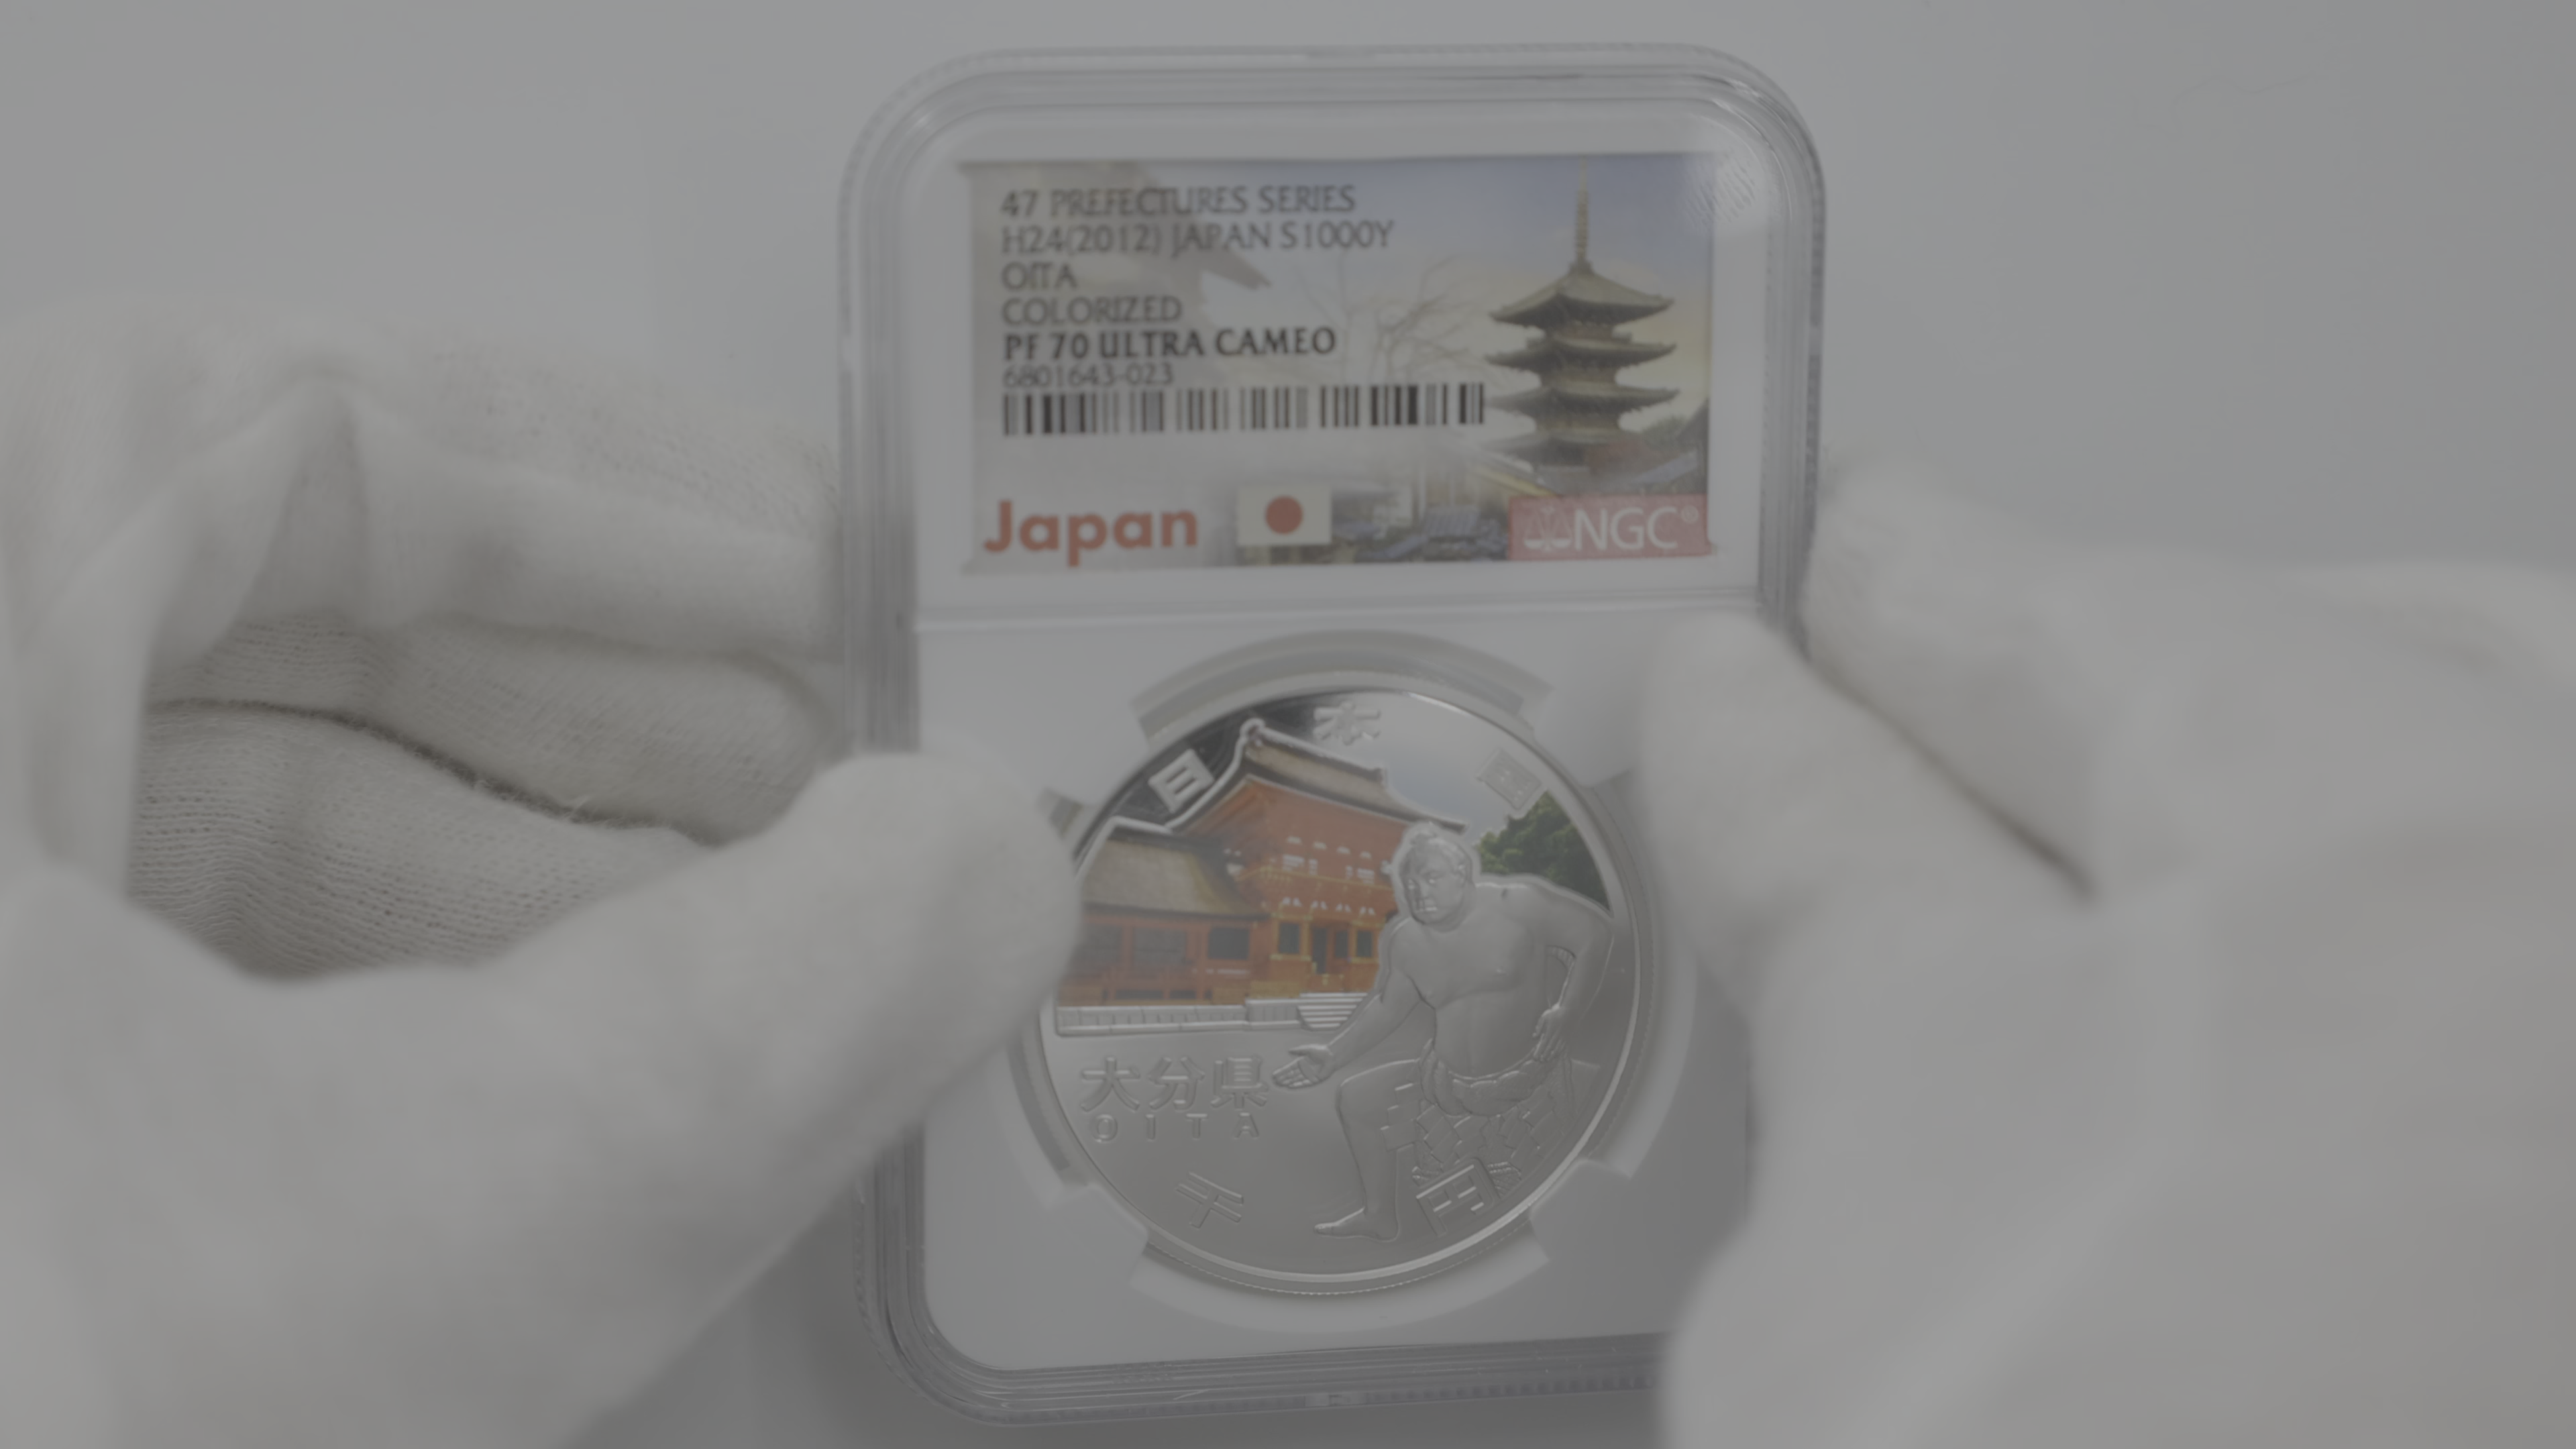 47 PREFECTURES SERIES
H24(2012) JAPAN S1000Y
OITA
COLORIZED
PF 70 ULTRA CAMEO
6801643-023
Japan
NGC®
日本国
大分県
OITA
千円